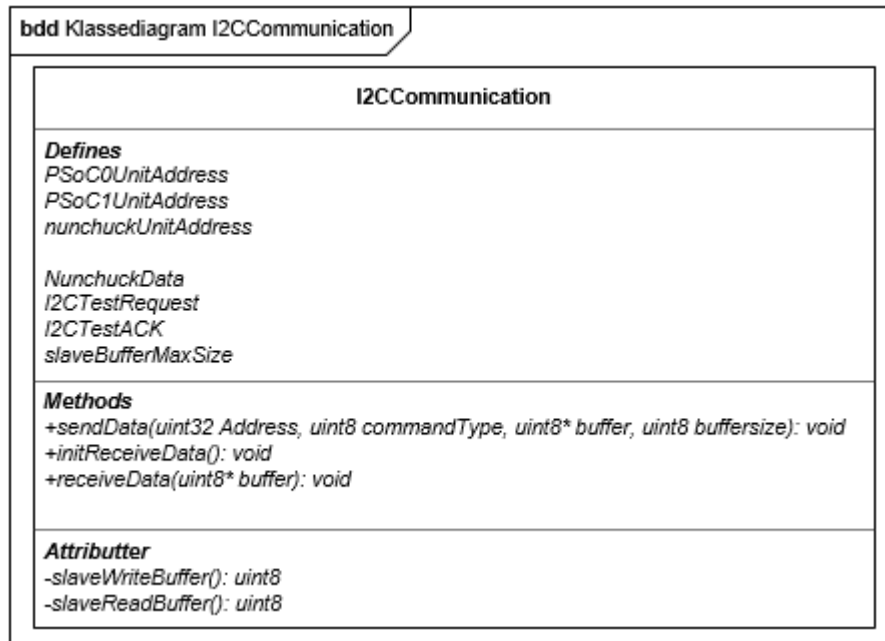 bdd Klassediagram I2CCommunication
I2CCommunication
Defines
PSoC0UnitAddress
PSoC1UnitAddress
nunchuckUnitAddress
NunchuckData
I2CTestRequest
I2CTestACK
slaveBufferMaxSize
Methods
+sendData(uint32 Address, uint8 commandType, uint8* buffer, uint8 buffersize): void
+initReceiveData(): void
+receiveData(uint8* buffer): void
Attributter
-slaveWriteBuffer(): uint8
-slaveReadBuffer(): uint8